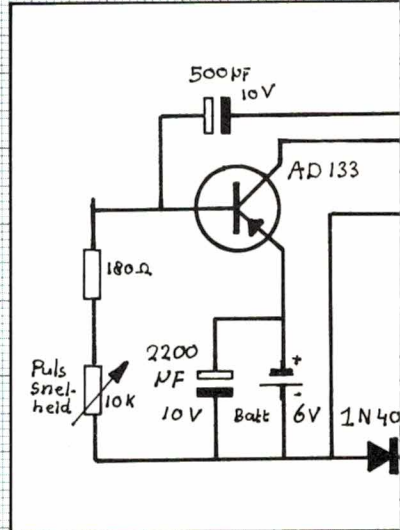 500µF
10V
AD133
180Ω
Puls
Snel-
heid
10K
2200
µF
10V
Batt
+
-
6V
1N40